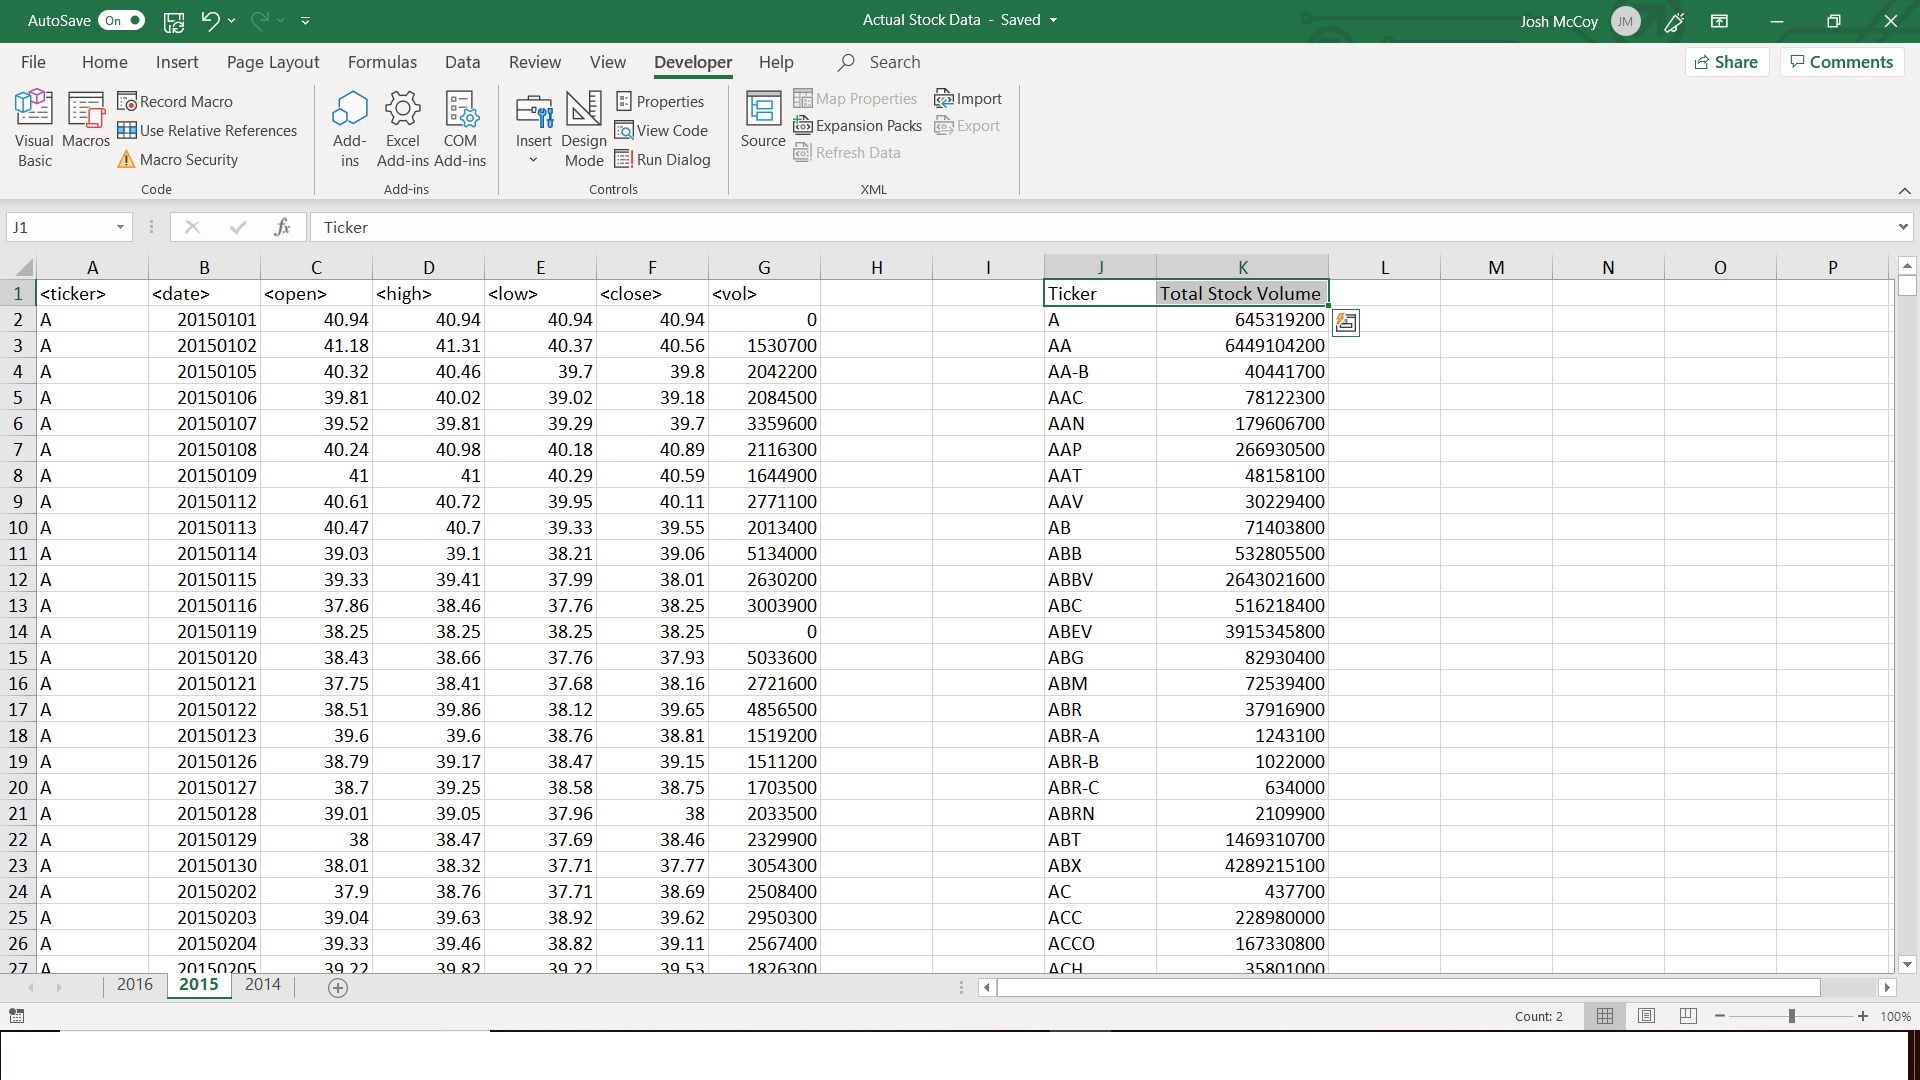 AutoSave On
Actual Stock Data - Saved
Josh McCoy JM
File Home Insert Page Layout Formulas Data Review View Developer Help Search Share Comments
Visual Basic
Macros
Record Macro
Use Relative References
Macro Security
Code
Add-ins
Excel Add-ins
COM Add-ins
Add-ins
Insert
Design Mode
Properties
View Code
Run Dialog
Controls
Source
Map Properties
Expansion Packs
Refresh Data
Import
Export
XML
J1 fx Ticker
A B C D E F G H I J K L M N O P
1 <ticker> <date> <open> <high> <low> <close> <vol> Ticker Total Stock Volume
2 A 20150101 40.94 40.94 40.94 40.94 0 A 645319200
3 A 20150102 41.18 41.31 40.37 40.56 1530700 AA 6449104200
4 A 20150105 40.32 40.46 39.7 39.8 2042200 AA-B 40441700
5 A 20150106 39.81 40.02 39.02 39.18 2084500 AAC 78122300
6 A 20150107 39.52 39.81 39.29 39.7 3359600 AAN 179606700
7 A 20150108 40.24 40.98 40.18 40.89 2116300 AAP 266930500
8 A 20150109 41 41 40.29 40.59 1644900 AAT 48158100
9 A 20150112 40.61 40.72 39.95 40.11 2771100 AAV 30229400
10 A 20150113 40.47 40.7 39.33 39.55 2013400 AB 71403800
11 A 20150114 39.03 39.1 38.21 39.06 5134000 ABB 532805500
12 A 20150115 39.33 39.41 37.99 38.01 2630200 ABBV 2643021600
13 A 20150116 37.86 38.46 37.76 38.25 3003900 ABC 516218400
14 A 20150119 38.25 38.25 38.25 38.25 0 ABEV 3915345800
15 A 20150120 38.43 38.66 37.76 37.93 5033600 ABG 82930400
16 A 20150121 37.75 38.41 37.68 38.16 2721600 ABM 72539400
17 A 20150122 38.51 39.86 38.12 39.65 4856500 ABR 37916900
18 A 20150123 39.6 39.6 38.76 38.81 1519200 ABR-A 1243100
19 A 20150126 38.79 39.17 38.47 39.15 1511200 ABR-B 1022000
20 A 20150127 38.7 39.25 38.58 38.75 1703500 ABR-C 634000
21 A 20150128 39.01 39.05 37.96 38 2033500 ABRN 2109900
22 A 20150129 38 38.47 37.69 38.46 2329900 ABT 1469310700
23 A 20150130 38.01 38.32 37.71 37.77 3054300 ABX 4289215100
24 A 20150202 37.9 38.76 37.71 38.69 2508400 AC 437700
25 A 20150203 39.04 39.63 38.92 39.62 2950300 ACC 228980000
26 A 20150204 39.33 39.46 38.82 39.11 2567400 ACCO 167330800
27 A 20150205 39.22 39.82 39.22 39.53 1826300 ACH 35801000
2016 2015 2014
Count: 2 100%